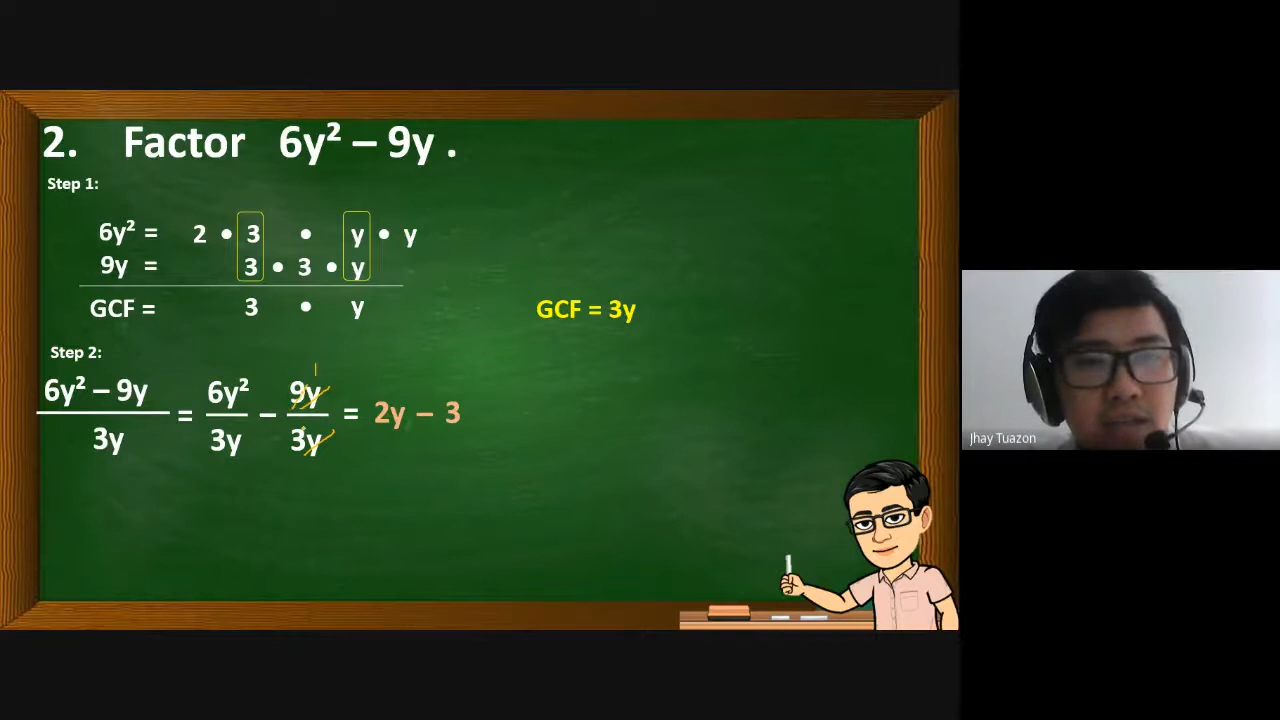 2. Factor 6y² – 9y .
Step 1:
6y² = 2 • 3 • y • y
9y = 3 • 3 • y
GCF = 3 • y
GCF = 3y
Step 2:
6y² – 9y / 3y = 6y² / 3y – 9y / 3y = 2y – 3
Jhay Tuazon